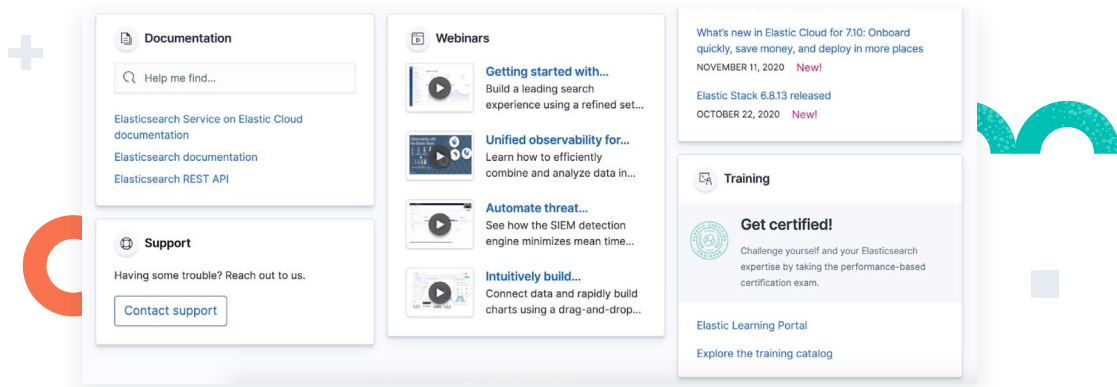 Documentation
Help me find...
Elasticsearch Service on Elastic Cloud
documentation
Elasticsearch documentation
Elasticsearch REST API
Support
Having some trouble? Reach out to us.
Contact support
Webinars
Getting started with...
Build a leading search
experience using a refined set...
Unified observability for...
Learn how to efficiently
combine and analyze data in...
Automate threat...
See how the SIEM detection
engine minimizes mean time...
Intuitively build...
Connect data and rapidly build
charts using a drag-and-drop...
What's new in Elastic Cloud for 7.10: Onboard
quickly, save money, and deploy in more places
NOVEMBER 11, 2020 New!
Elastic Stack 6.8.13 released
OCTOBER 22, 2020 New!
Training
Get certified!
Challenge yourself and your Elasticsearch
expertise by taking the performance-based
certification exam.
Elastic Learning Portal
Explore the training catalog